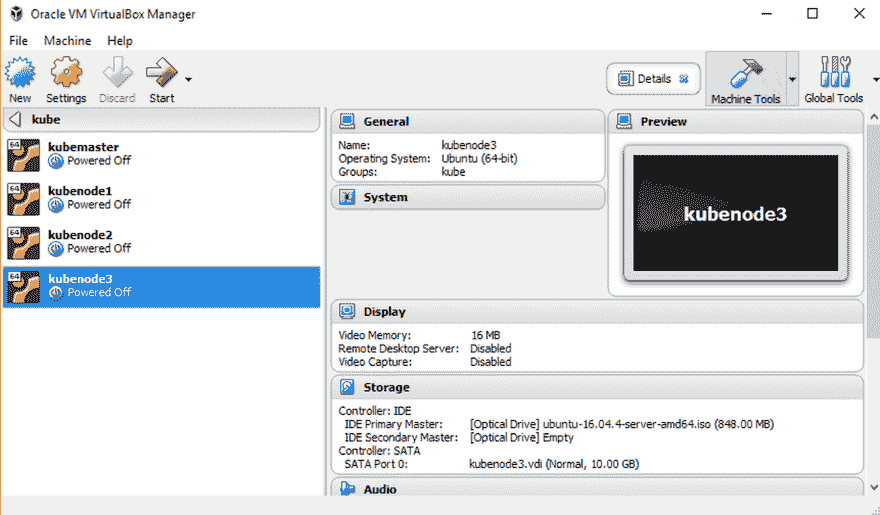 Oracle VM VirtualBox Manager
File Machine Help
New Settings Discard Start
Details
Machine Tools
Global Tools
kube
64
kubemaster
Powered Off
64
kubenode1
Powered Off
64
kubenode2
Powered Off
64
kubenode3
Powered Off
General
Name: kubenode3
Operating System: Ubuntu (64-bit)
Groups: kube
System
Preview
kubenode3
Display
Video Memory: 16 MB
Remote Desktop Server: Disabled
Video Capture: Disabled
Storage
Controller: IDE
IDE Primary Master: [Optical Drive] ubuntu-16.04.4-server-amd64.iso (848.00 MB)
IDE Secondary Master: [Optical Drive] Empty
Controller: SATA
SATA Port 0: kubenode3.vdi (Normal, 10.00 GB)
Audio